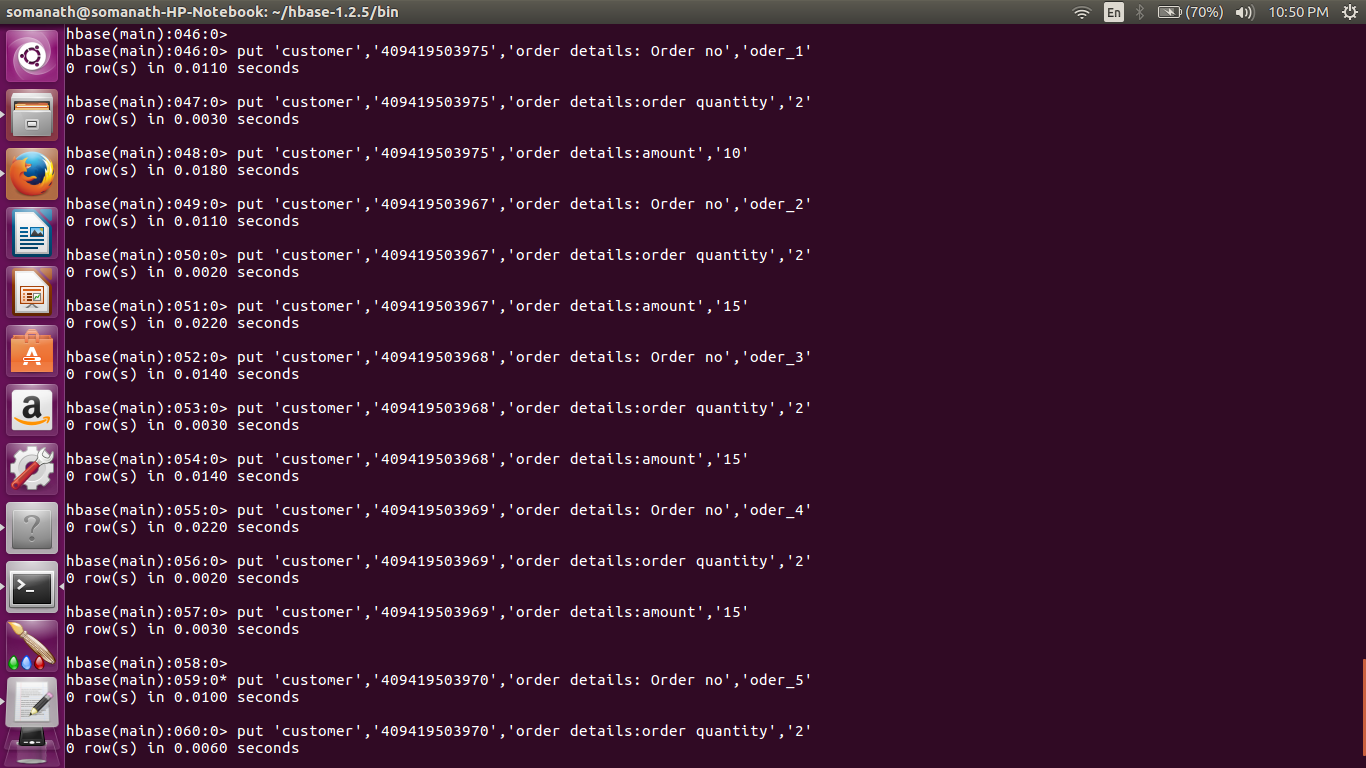 somanath@somanath-HP-Notebook: ~/hbase-1.2.5/bin
En
(70%)
10:50 PM
hbase(main):046:0>
hbase(main):046:0> put 'customer','409419503975','order details: Order no','oder_1'
0 row(s) in 0.0110 seconds
hbase(main):047:0> put 'customer','409419503975','order details:order quantity','2'
0 row(s) in 0.0030 seconds
hbase(main):048:0> put 'customer','409419503975','order details:amount','10'
0 row(s) in 0.0180 seconds
hbase(main):049:0> put 'customer','409419503967','order details: Order no','oder_2'
0 row(s) in 0.0110 seconds
hbase(main):050:0> put 'customer','409419503967','order details:order quantity','2'
0 row(s) in 0.0020 seconds
hbase(main):051:0> put 'customer','409419503967','order details:amount','15'
0 row(s) in 0.0220 seconds
hbase(main):052:0> put 'customer','409419503968','order details: Order no','oder_3'
0 row(s) in 0.0140 seconds
hbase(main):053:0> put 'customer','409419503968','order details:order quantity','2'
0 row(s) in 0.0030 seconds
hbase(main):054:0> put 'customer','409419503968','order details:amount','15'
0 row(s) in 0.0140 seconds
hbase(main):055:0> put 'customer','409419503969','order details: Order no','oder_4'
0 row(s) in 0.0220 seconds
hbase(main):056:0> put 'customer','409419503969','order details:order quantity','2'
0 row(s) in 0.0020 seconds
hbase(main):057:0> put 'customer','409419503969','order details:amount','15'
0 row(s) in 0.0030 seconds
hbase(main):058:0>
hbase(main):059:0* put 'customer','409419503970','order details: Order no','oder_5'
0 row(s) in 0.0100 seconds
hbase(main):060:0> put 'customer','409419503970','order details:order quantity','2'
0 row(s) in 0.0060 seconds